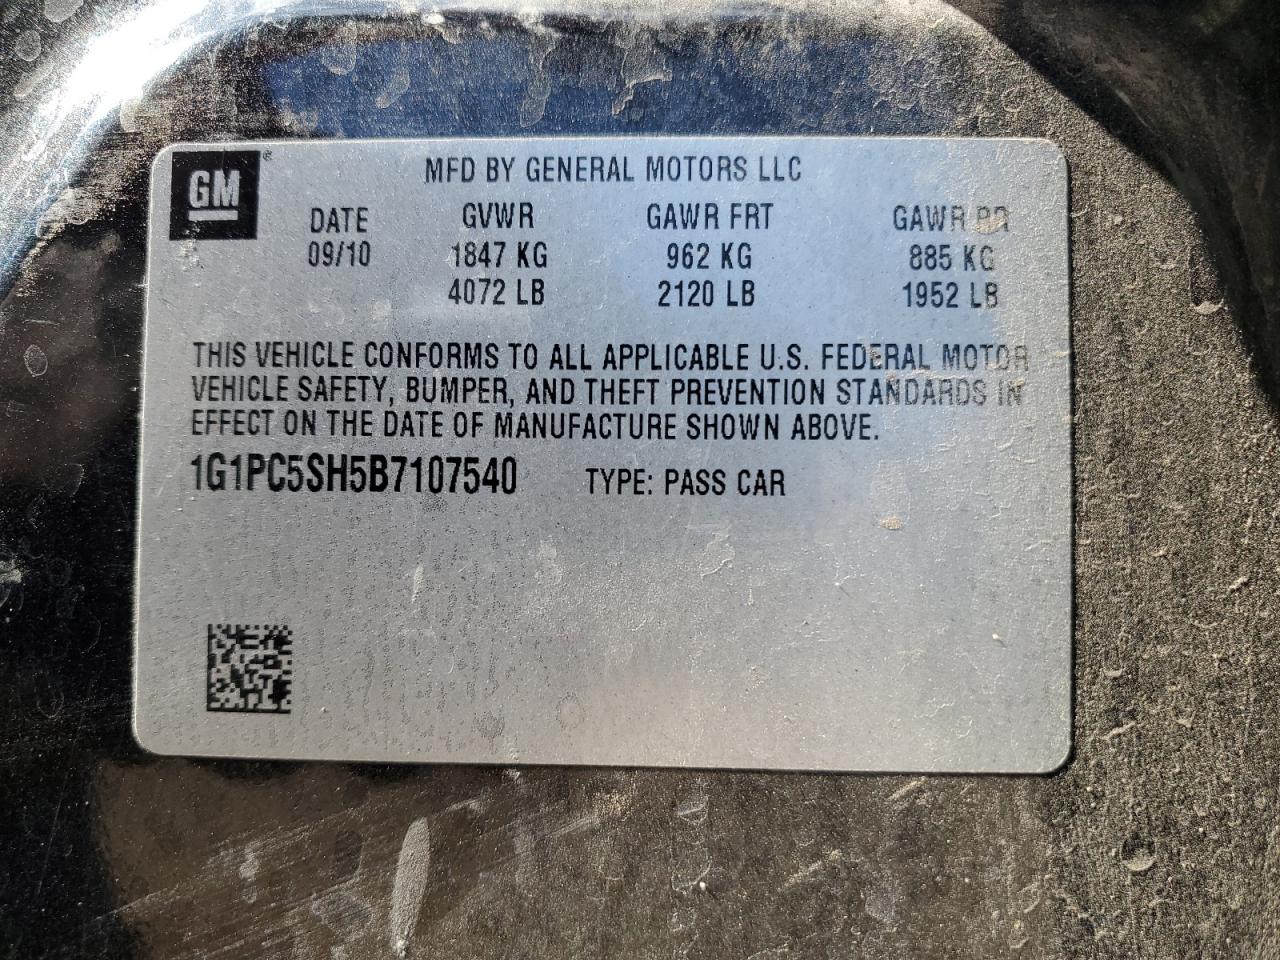 GM
MFD BY GENERAL MOTORS LLC
DATE GVWR GAWR FRT GAWR RR
09/10 1847 KG 962 KG 885 KG
4072 LB 2120 LB 1952 LB
THIS VEHICLE CONFORMS TO ALL APPLICABLE U.S. FEDERAL MOTOR
VEHICLE SAFETY, BUMPER, AND THEFT PREVENTION STANDARDS IN
EFFECT ON THE DATE OF MANUFACTURE SHOWN ABOVE.
1G1PC5SH5B7107540 TYPE: PASS CAR